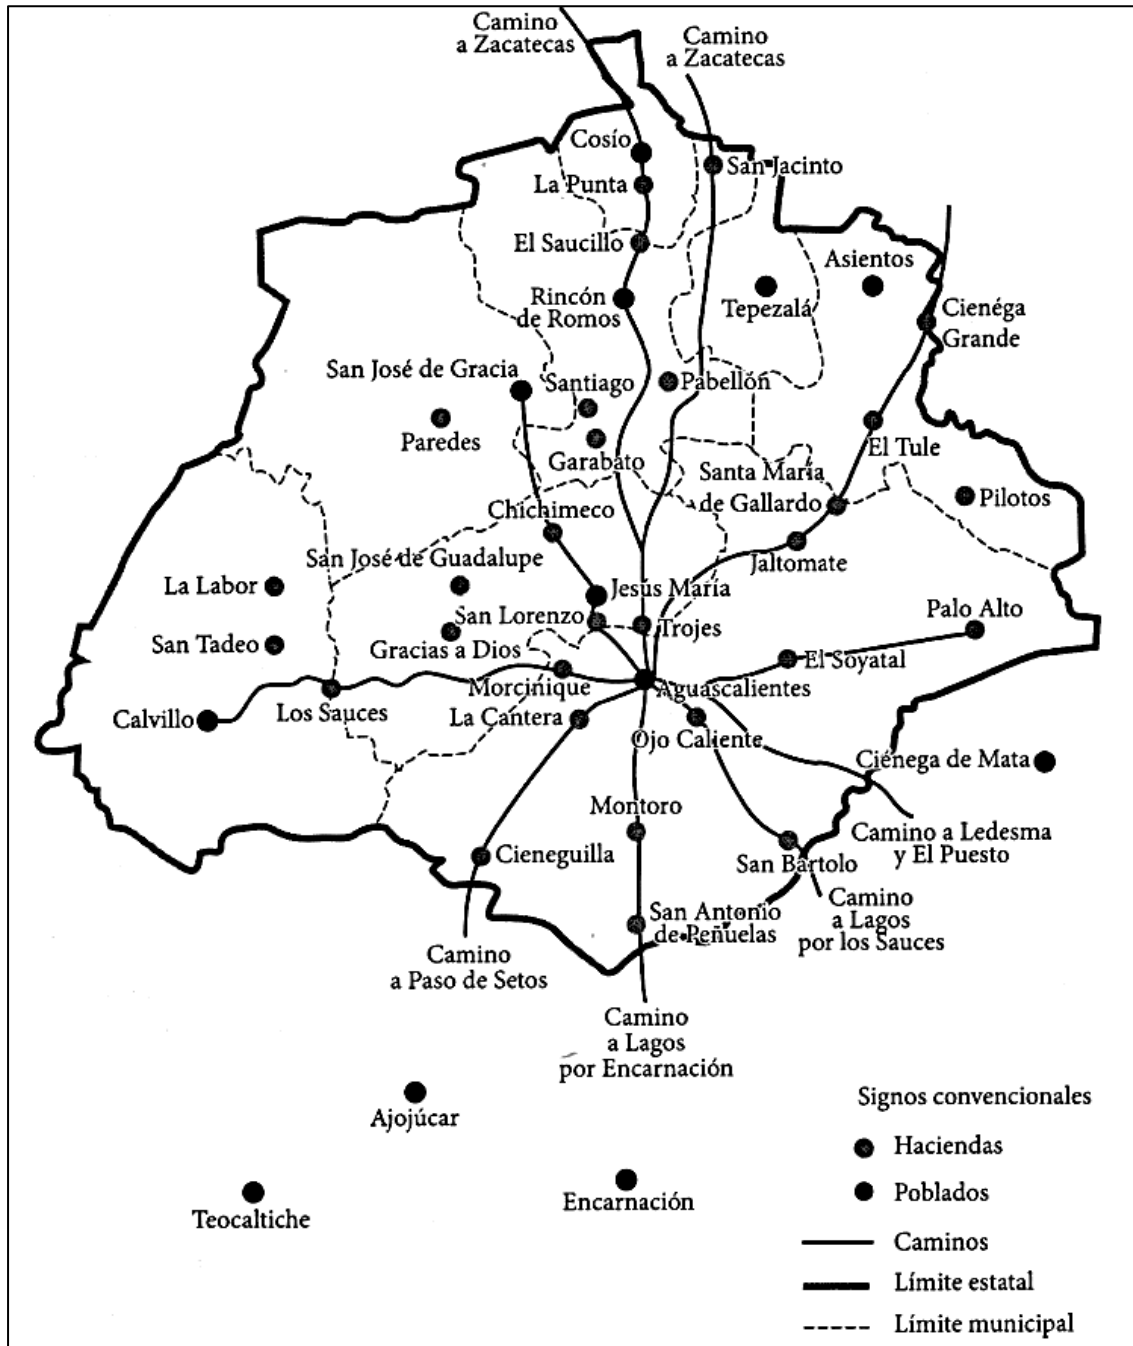 Camino
a Zacatecas
Camino
a Zacatecas
Cosío
San Jacinto
La Punta
El Saucillo
Asientos
Rincón
de Romos
Tepezalá
Cienéga
Grande
San José de Gracia
Santiago
Pabellón
Paredes
Garabato
El Tule
Santa María
de Gallardo
Pilotos
Chichimeco
San José de Guadalupe
Jaltomate
La Labor
Jesús María
Palo Alto
San Lorenzo
Trojes
San Tadeo
Gracias a Dios
El Soyatal
Morcinique
Aguascalientes
Los Sauces
Calvillo
La Cantera
Ojo Caliente
Ciénega de Mata
Montoro
Camino a Ledesma
y El Puesto
Cieneguilla
San Bartolo
Camino
a Lagos
por los Sauces
San Antonio
de Peñuelas
Camino
a Paso de Setos
Camino
a Lagos
por Encarnación
Ajojúcar
Teocaltiche
Encarnación
Signos convencionales
Haciendas
Poblados
Caminos
Límite estatal
Límite municipal